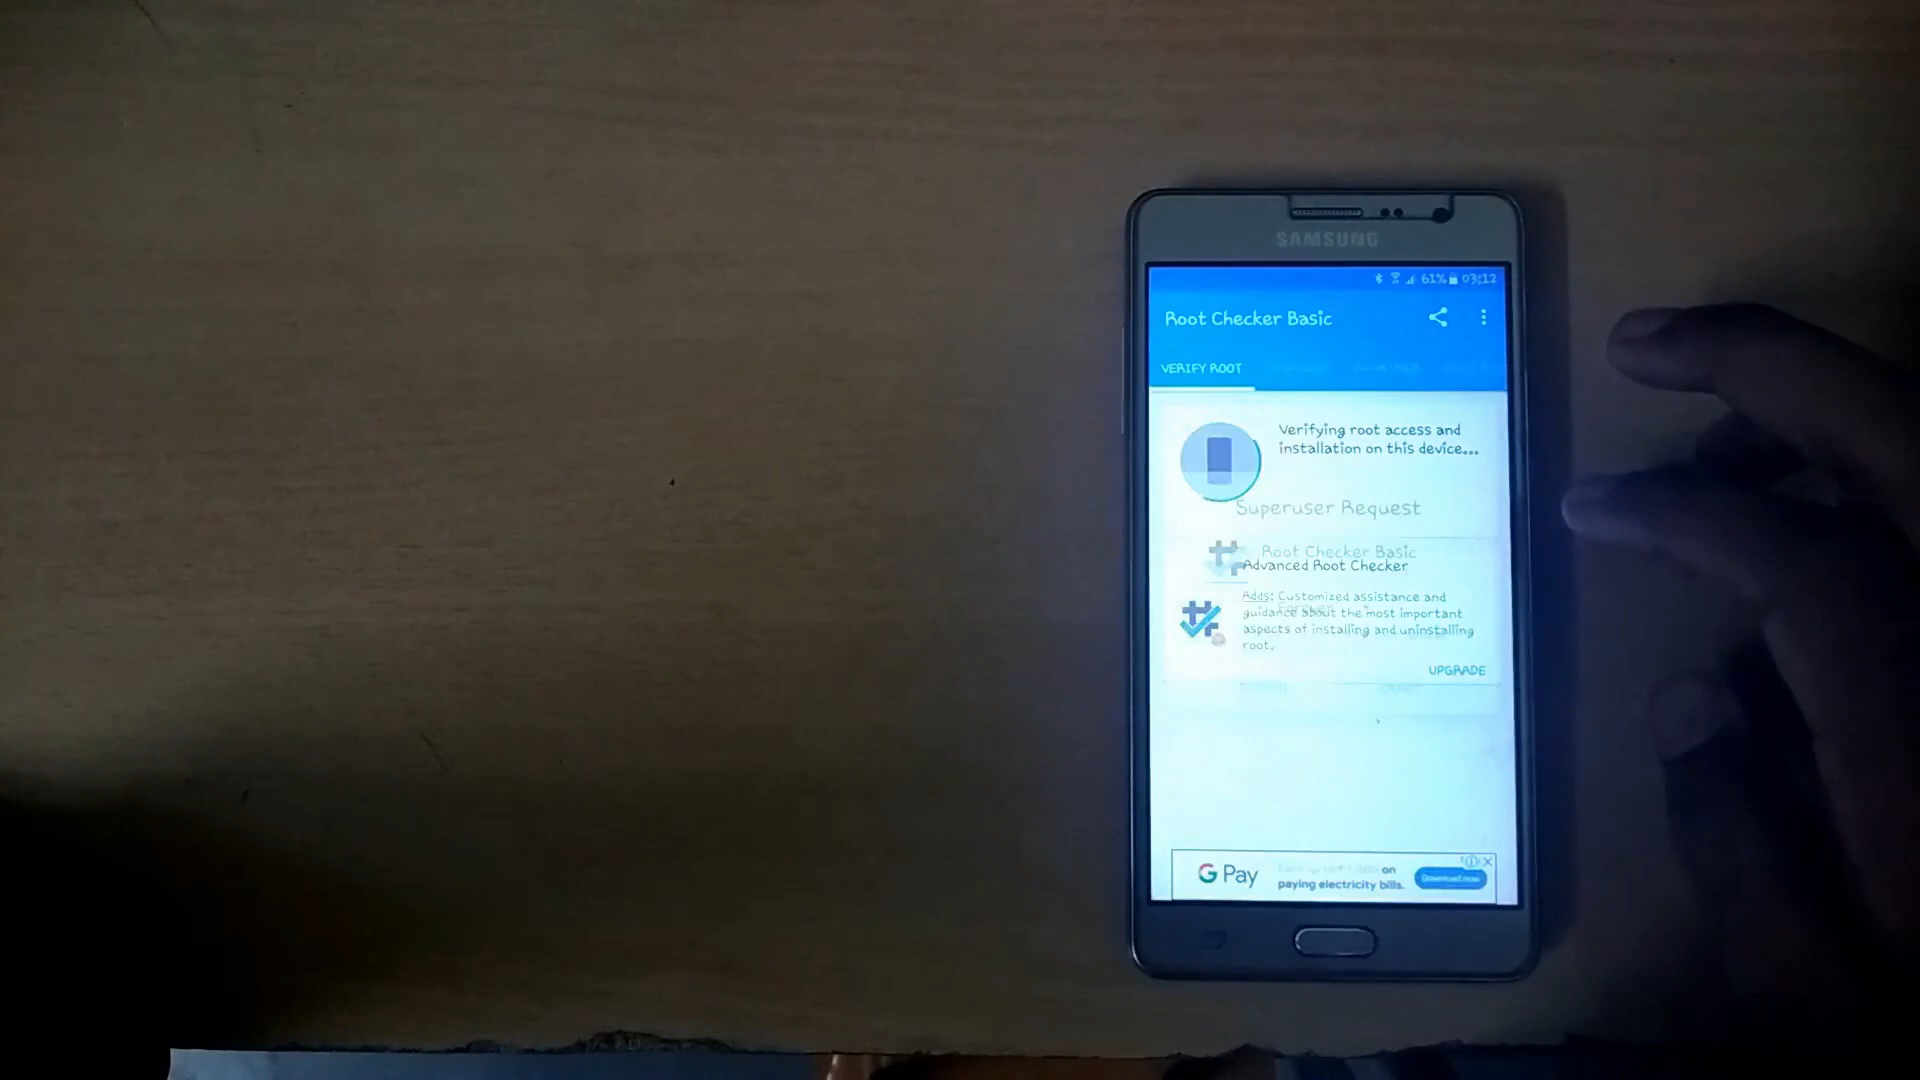 SAMSUNG
61% 03:12
Root Checker Basic
VERIFY ROOT
Verifying root access and
installation on this device...
Superuser Request
Root Checker Basic
Advanced Root Checker
Adds: Customized assistance and
guidance about the most important
aspects of installing and uninstalling
root.
UPGRADE
G Pay
on
paying electricity bills.
Download now